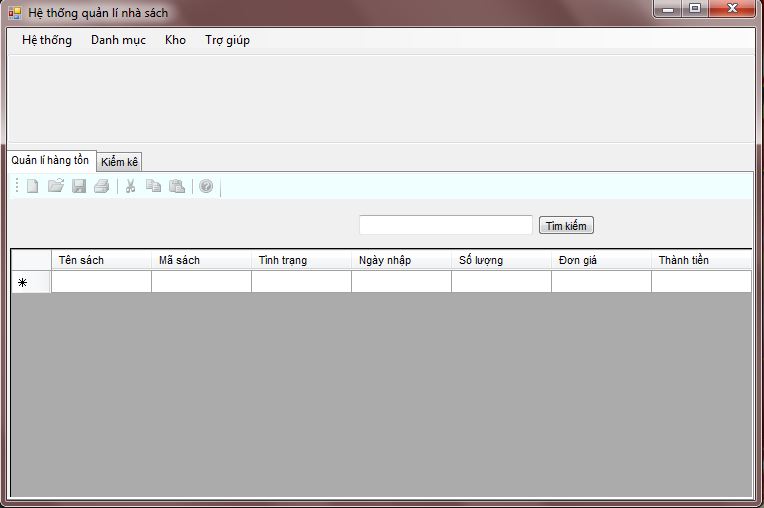 Hệ thống quản lí nhà sách
Hệ thống Danh mục Kho Trợ giúp
Quản lí hàng tồn Kiểm kê
Tìm kiếm
Tên sách Mã sách Tình trạng Ngày nhập Số lượng Đơn giá Thành tiền